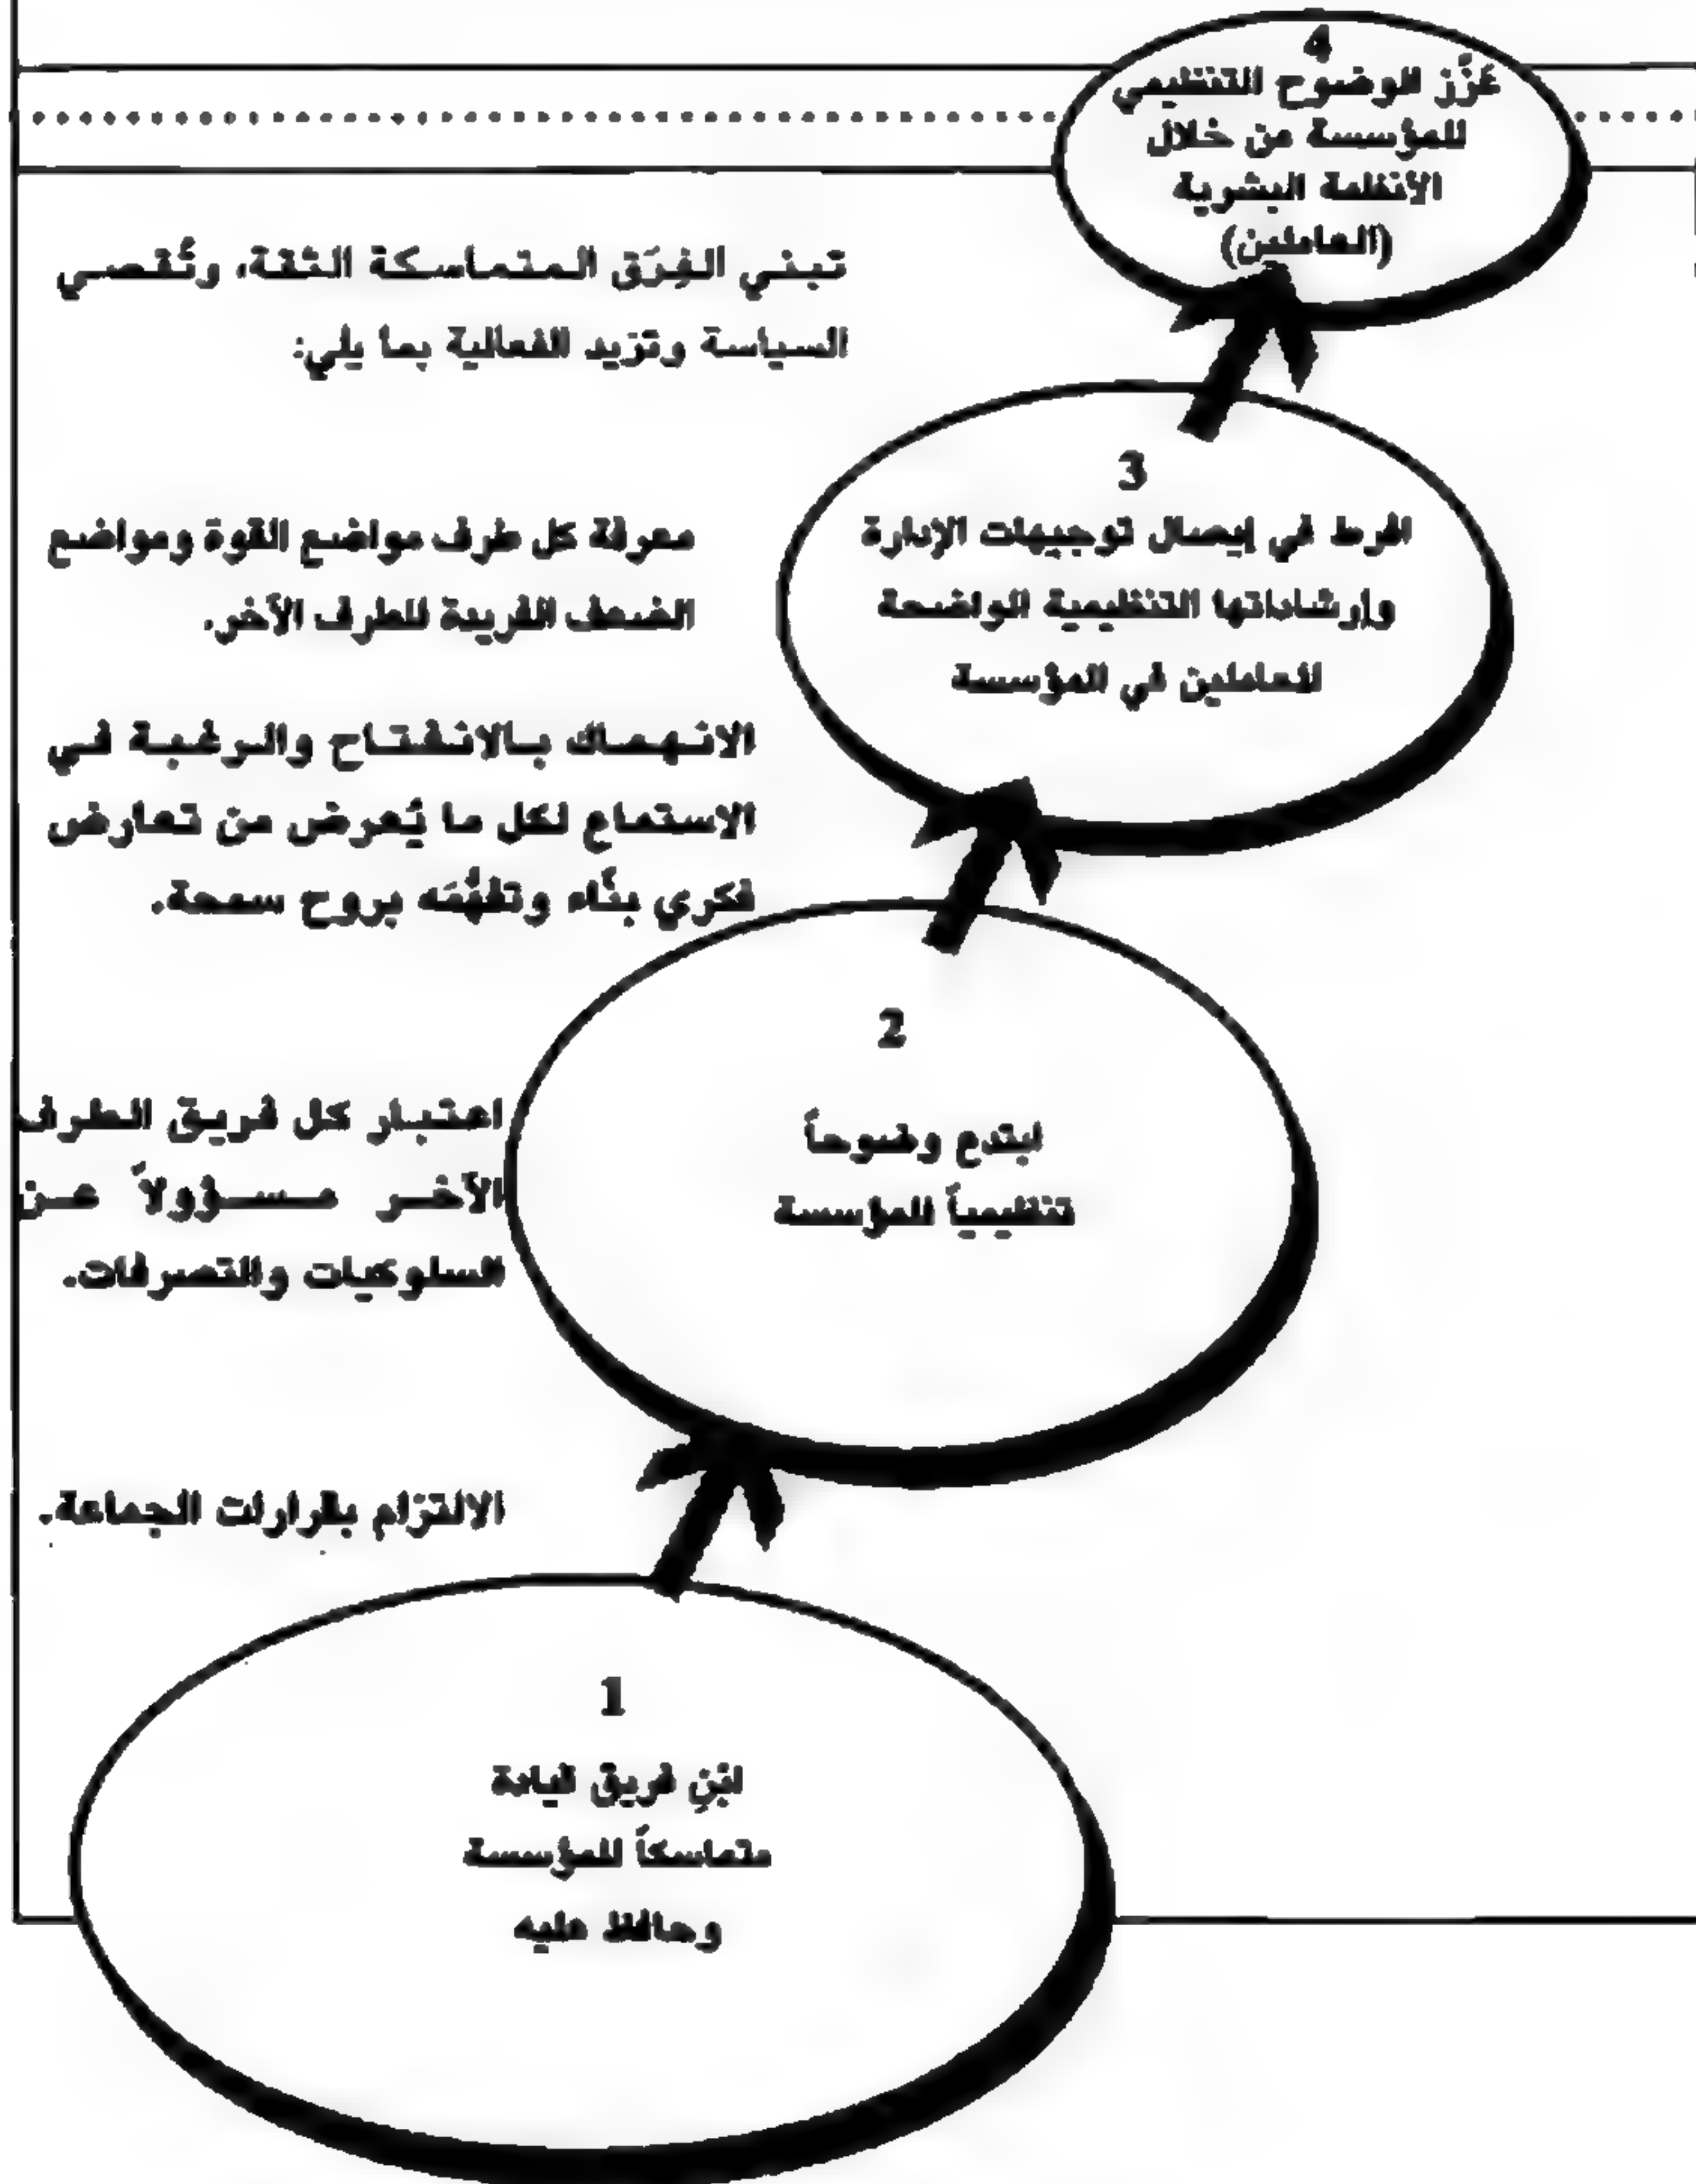 4
عَزِّز الوضوح التنظيمي
للمؤسسة من خلال
الأنظمة البشرية
(العاملين)
تبني الفِرَق المتماسكة الثقة، وتُقصي
السياسة وتزيد الفعالية بما يلي:
3
افرط في إيصال توجيهات الإدارة
وإرشاداتها التنظيمية الواضحة
للعاملين في المؤسسة
معرفة كل طرف مواضع القوة ومواضع
الضعف الفريدة للطرف الآخر.
الانهماك بالانفتاح والرغبة في
الاستماع لكل ما يُعرض من تعارض
فكري بنّاء وتفهُّمَه بروح سمحة.
2
ابتدع وضوحاً
تنظيمياً للمؤسسة
اعتبار كل فريق الطرف
الآخر مسؤولاً عن
السلوكيات والتصرفات.
الالتزام بقرارات الجماعة.
1
ابْنِ فريق قيادة
متماسكاً للمؤسسة
وحافظ عليه